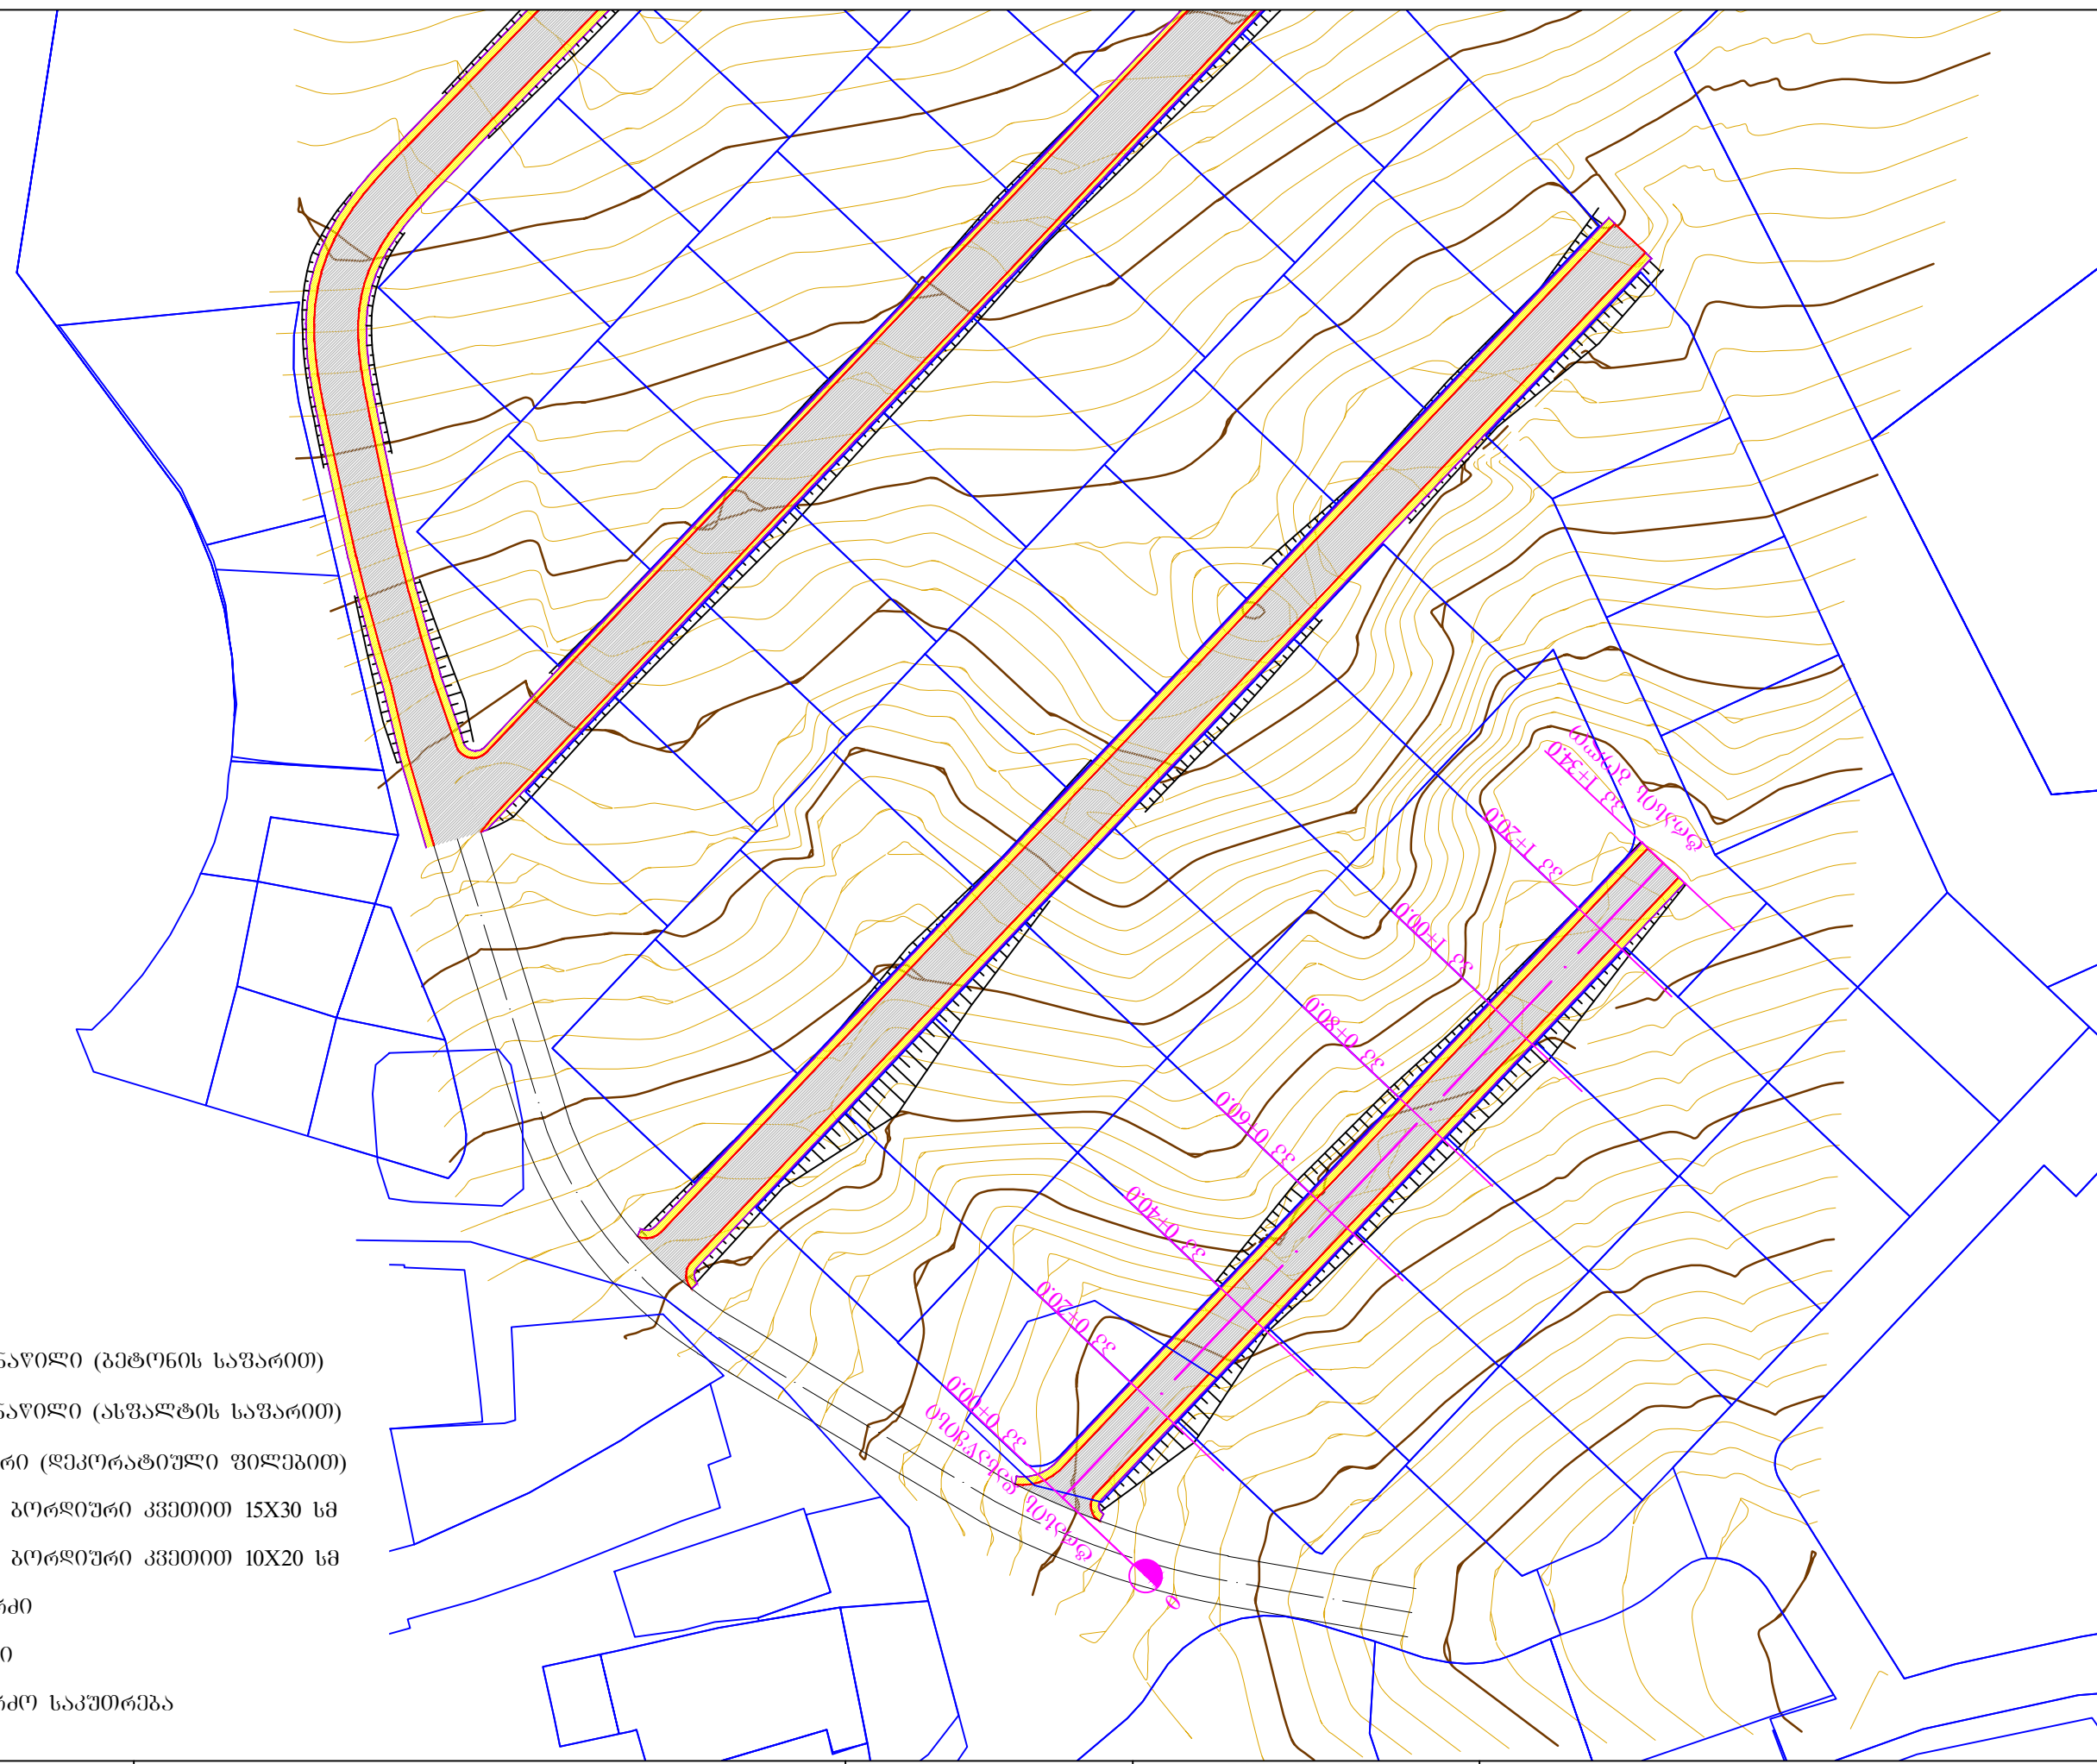 ნაწილი (ბეტონის საფარით)
ნაწილი (ასფალტის საფარით)
რი (დეკორატიული ფილებით)
ბორდიური კვეთით 15X30 სმ
ბორდიური კვეთით 10X20 სმ
რძი
ი
რძო საკუთრება
ტრასის ბოლო
პკ 1+34.0
პკ 1+20.0
პკ 1+00.0
პკ 0+80.0
პკ 0+60.0
პკ 0+40.0
პკ 0+20.0
პკ 0+00.0
ტრასის დასაწყისი
0